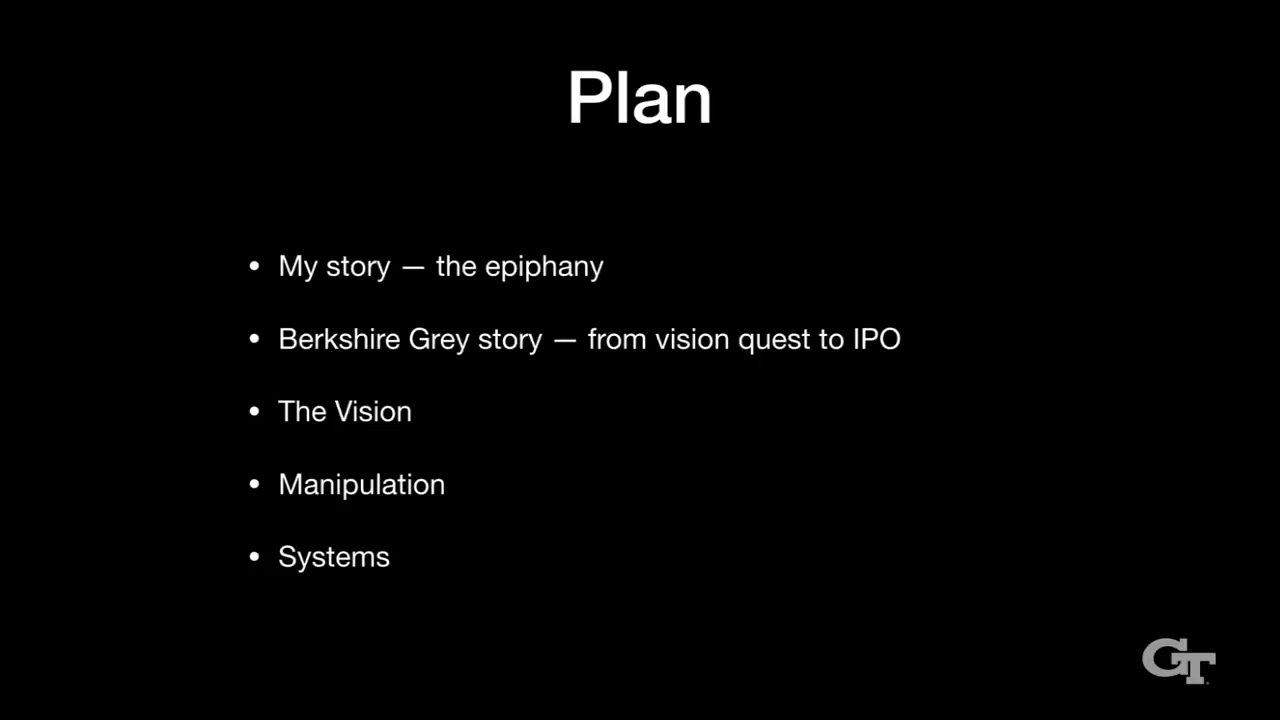 Plan
• My story — the epiphany
• Berkshire Grey story — from vision quest to IPO
• The Vision
• Manipulation
• Systems
GT